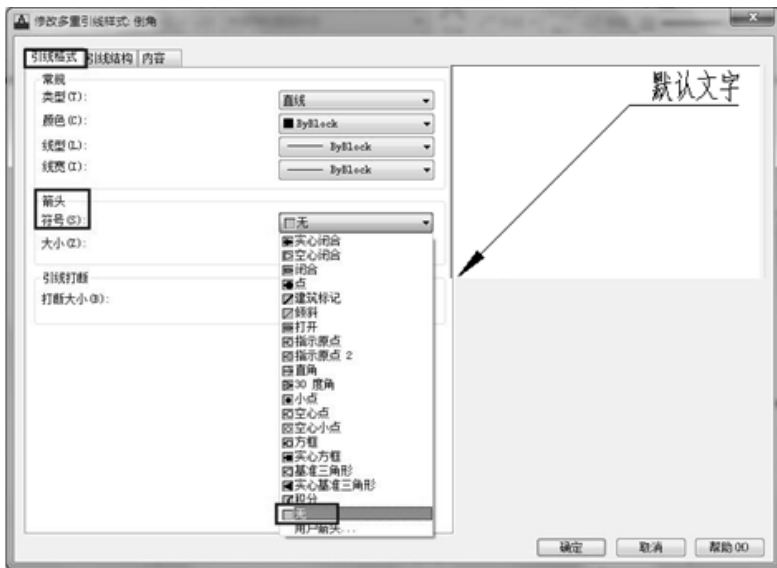 修改多重引线样式: 倒角
引线格式 引线结构 内容
常规
类型(T): 直线
颜色(C): ByBlock
线型(L): ByBlock
线宽(I): ByBlock
箭头
符号(S): 无
大小(Z):
引线打断
打断大小(B):
实心闭合
空心闭合
闭合
点
建筑标记
倾斜
打开
指示原点
指示原点 2
直角
30 度角
小点
空心点
空心小点
方框
实心方框
基准三角形
实心基准三角形
积分
无
用户箭头...
默认文字
确定 取消 帮助(H)